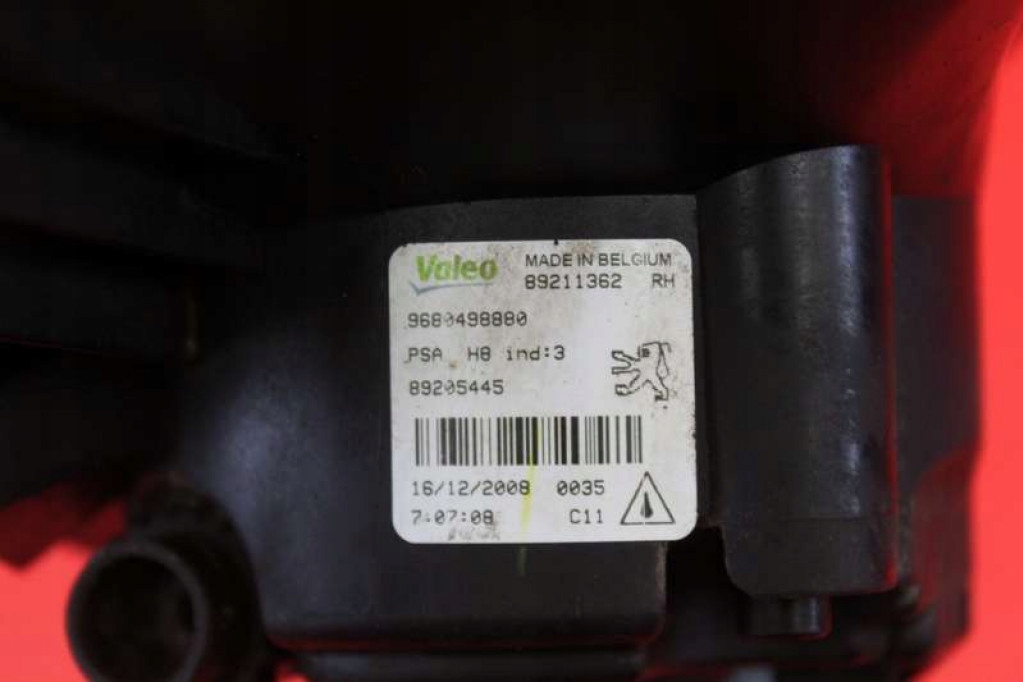 Valeo MADE IN BELGIUM
89211362 RH
9680498880
PSA H8 ind:3
89205445
16/12/2008 0035
7:07:08 C11